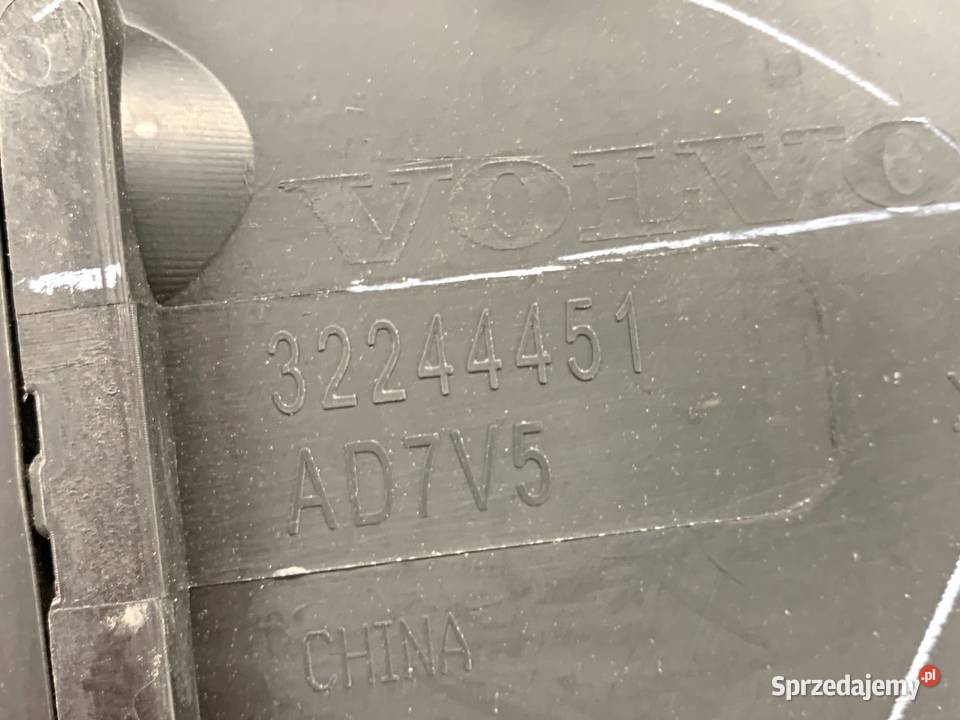 VOLVO
32244451
AD7V5
CHINA
Sprzedajemy.pl